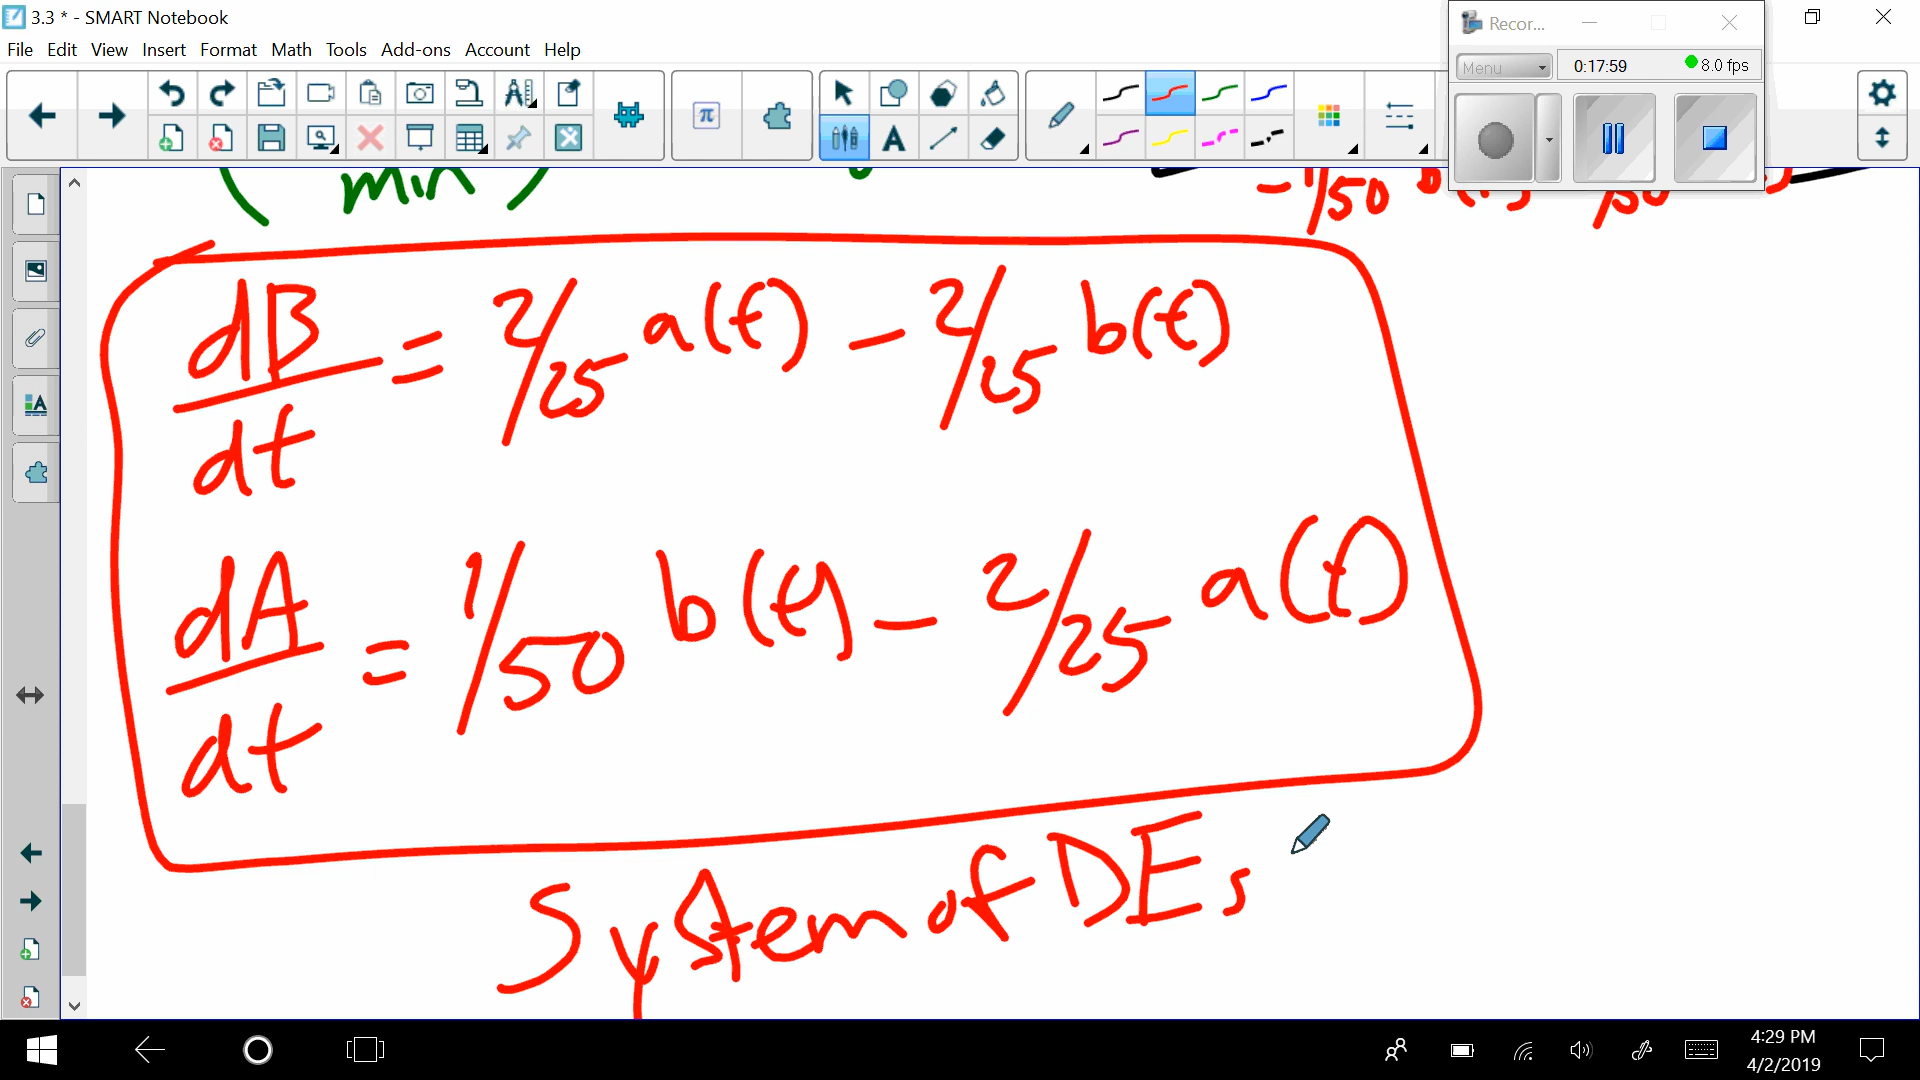 3.3 * - SMART Notebook
File Edit View Insert Format Math Tools Add-ons Account Help
Recor...
Menu 0:17:59 8.0 fps
π
A
A
( min )
dB/dt = 2/25 a(t) - 2/25 b(t)
dA/dt = 1/50 b(t) - 2/25 a(t)
System of DEs
4:29 PM
4/2/2019